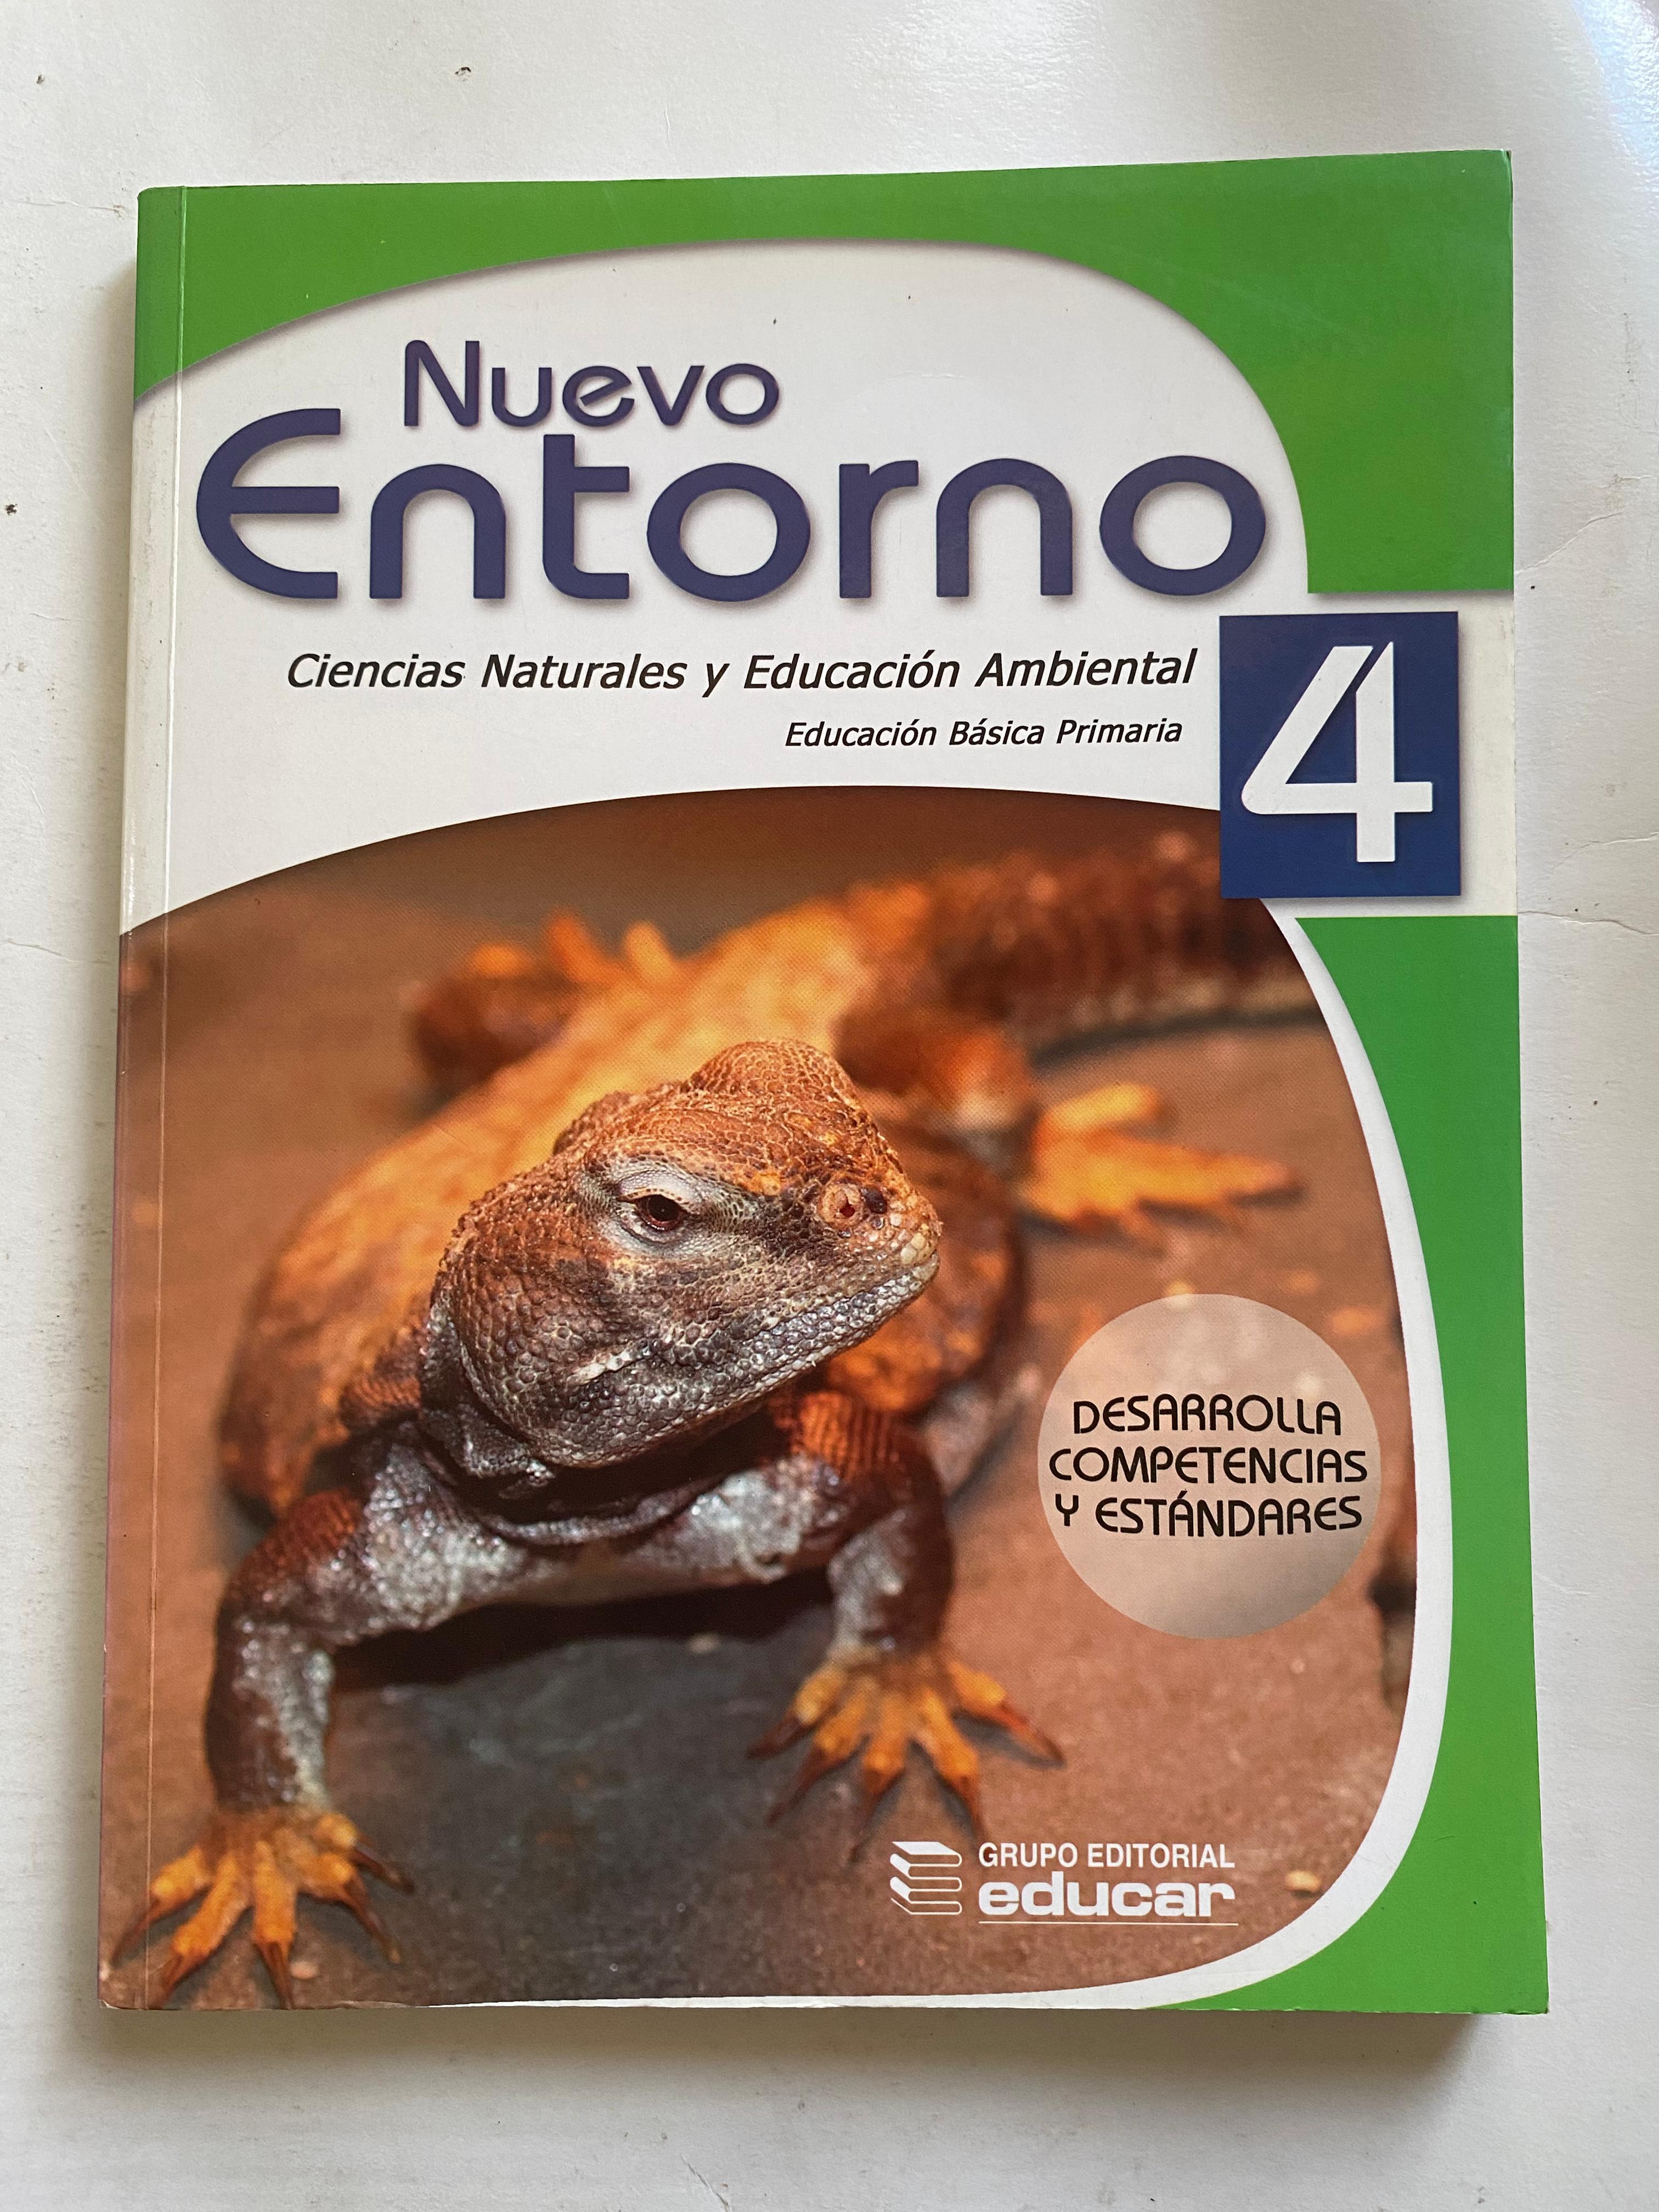 Nuevo
Entorno
Ciencias Naturales y Educación Ambiental
Educación Básica Primaria
4
DESARROLLA
COMPETENCIAS
Y ESTÁNDARES
GRUPO EDITORIAL
educar